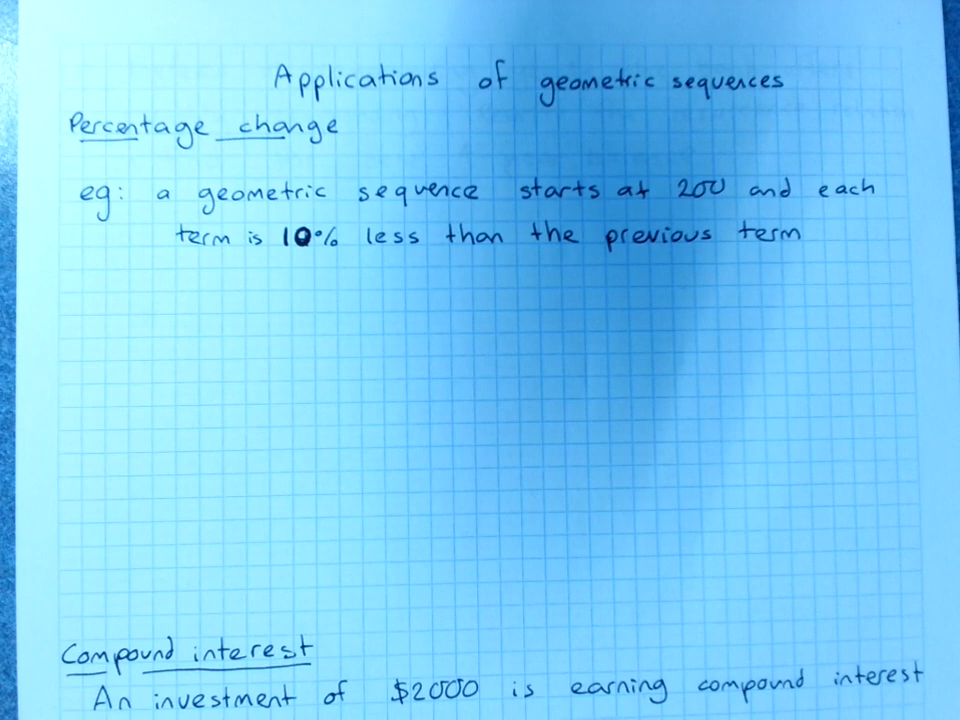 Applications of geometric sequences
Percentage change
eg: a geometric sequence starts at 200 and each
term is 10% less than the previous term
Compound interest
An investment of $2000 is earning compound interest